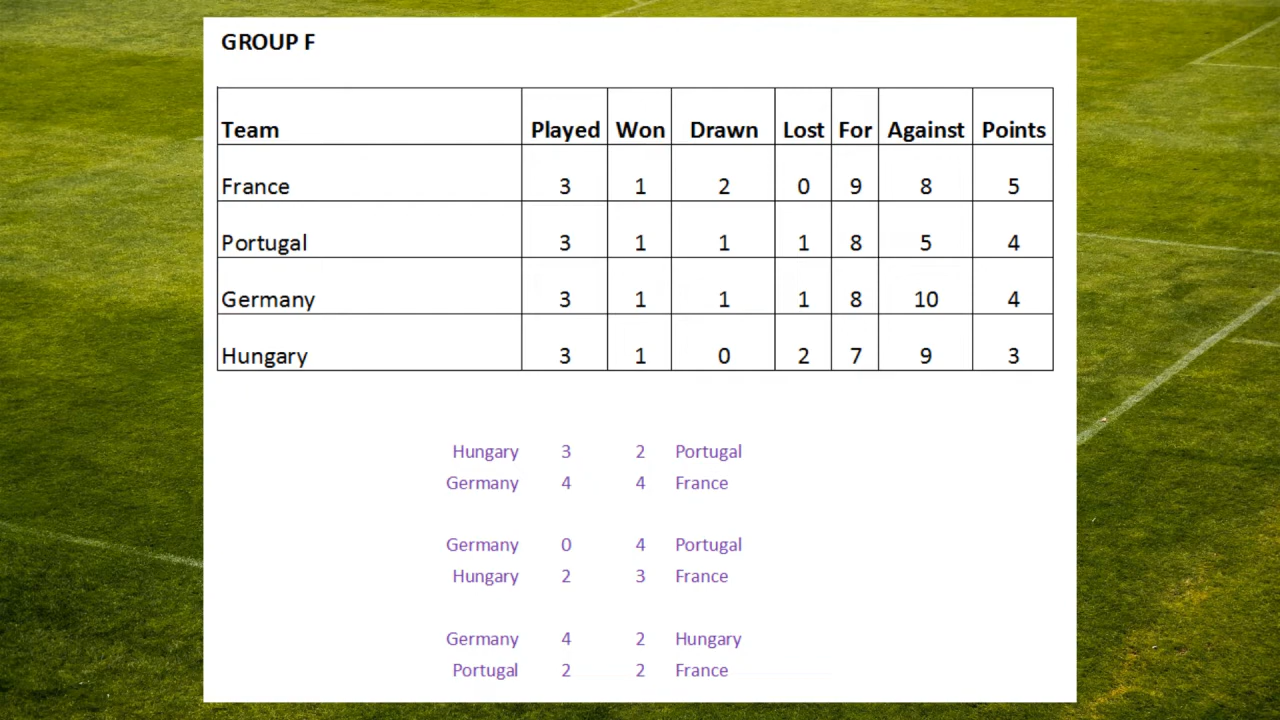 GROUP F
Team Played Won Drawn Lost For Against Points
France 3 1 2 0 9 8 5
Portugal 3 1 1 1 8 5 4
Germany 3 1 1 1 8 10 4
Hungary 3 1 0 2 7 9 3
Hungary 3 2 Portugal
Germany 4 4 France
Germany 0 4 Portugal
Hungary 2 3 France
Germany 4 2 Hungary
Portugal 2 2 France